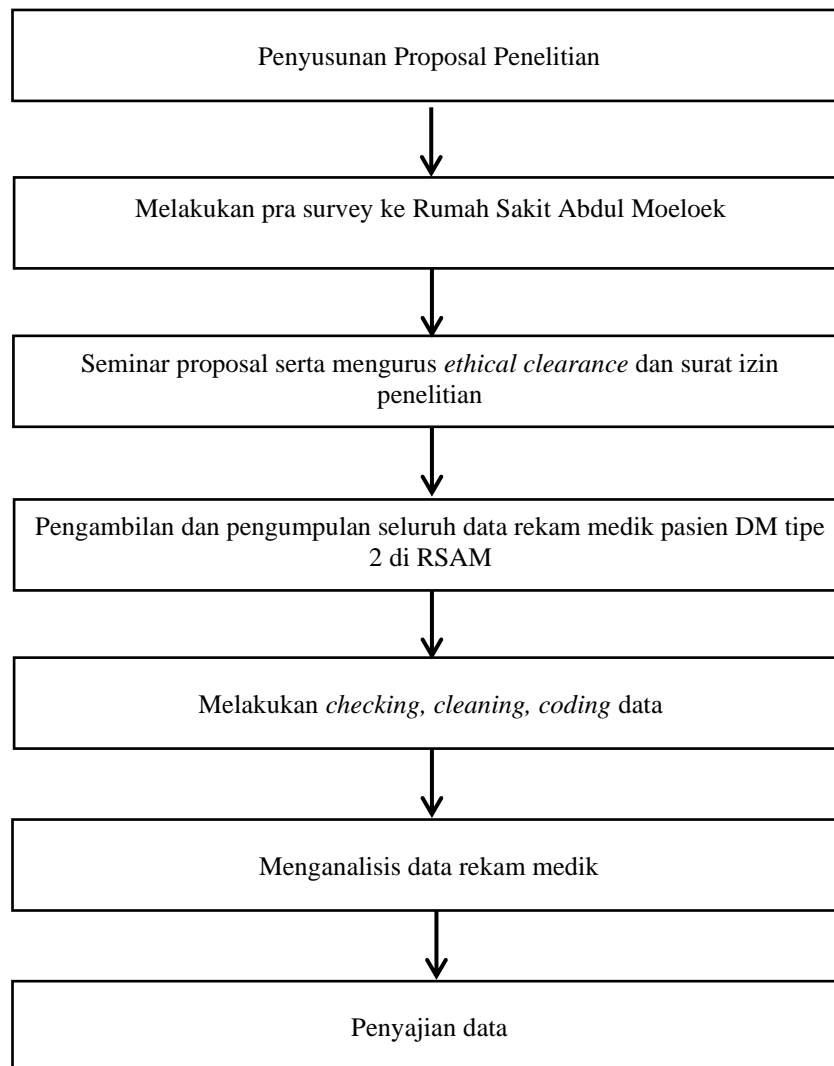 Penyusunan Proposal Penelitian
Melakukan pra survey ke Rumah Sakit Abdul Moeloek
Seminar proposal serta mengurus ethical clearance dan surat izin
penelitian
Pengambilan dan pengumpulan seluruh data rekam medik pasien DM tipe
2 di RSAM
Melakukan checking, cleaning, coding data
Menganalisis data rekam medik
Penyajian data